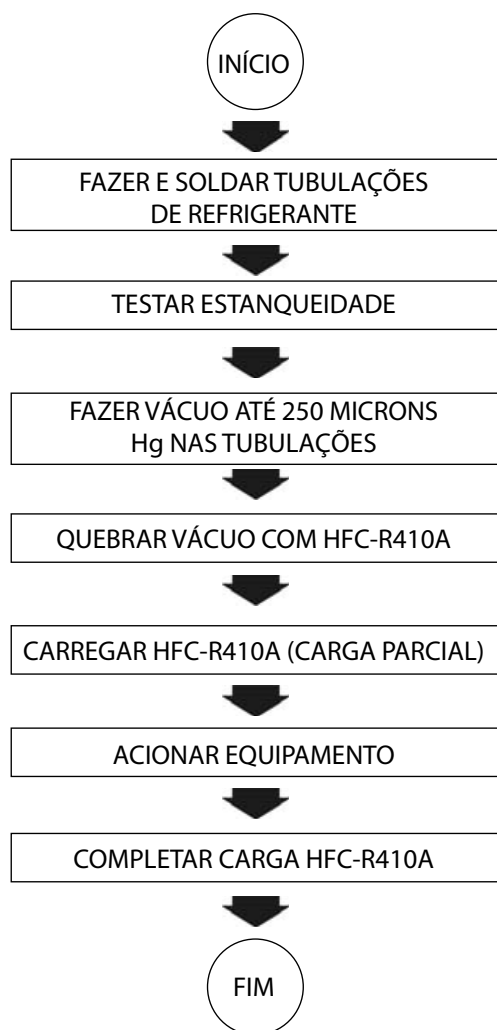 INÍCIO
FAZER E SOLDAR TUBULAÇÕES
DE REFRIGERANTE
TESTAR ESTANQUEIDADE
FAZER VÁCUO ATÉ 250 MICRONS
Hg NAS TUBULAÇÕES
QUEBRAR VÁCUO COM HFC-R410A
CARREGAR HFC-R410A (CARGA PARCIAL)
ACIONAR EQUIPAMENTO
COMPLETAR CARGA HFC-R410A
FIM